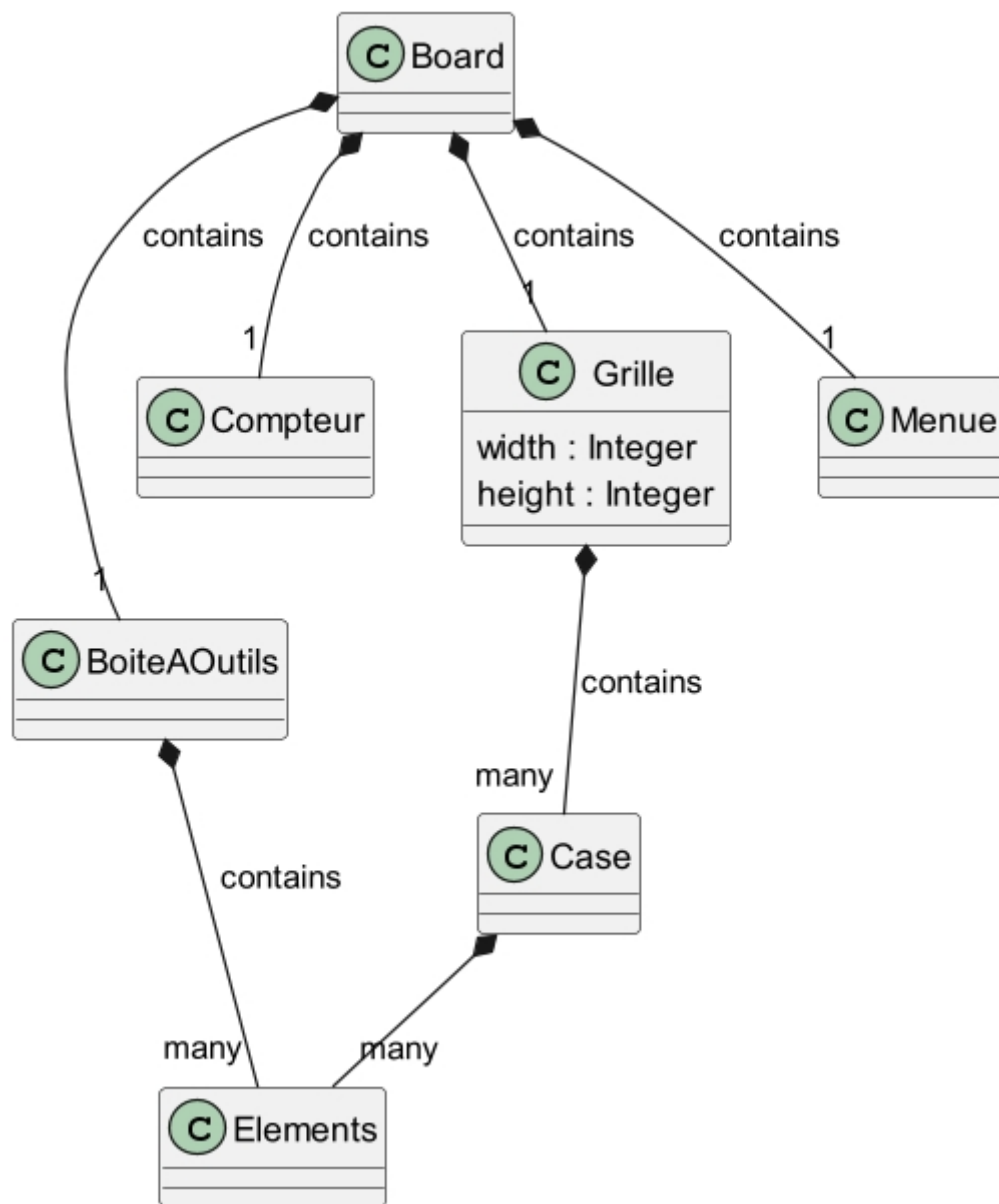 C Board
contains
contains
contains
contains
1
1
1
C Compteur
C Grille
width : Integer
height : Integer
C Menue
1
C BoiteAOutils
contains
many
C Case
contains
many
many
C Elements